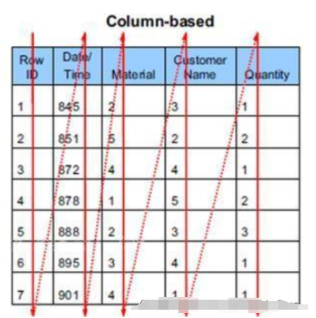 Column-based
Row ID Date/ Time Material Customer Name Quantity
1 845 2 3 1
2 851 5 2 2
3 872 4 4 1
4 878 1 5 2
5 888 2 3 3
6 895 3 4 1
7 901 4 1 1